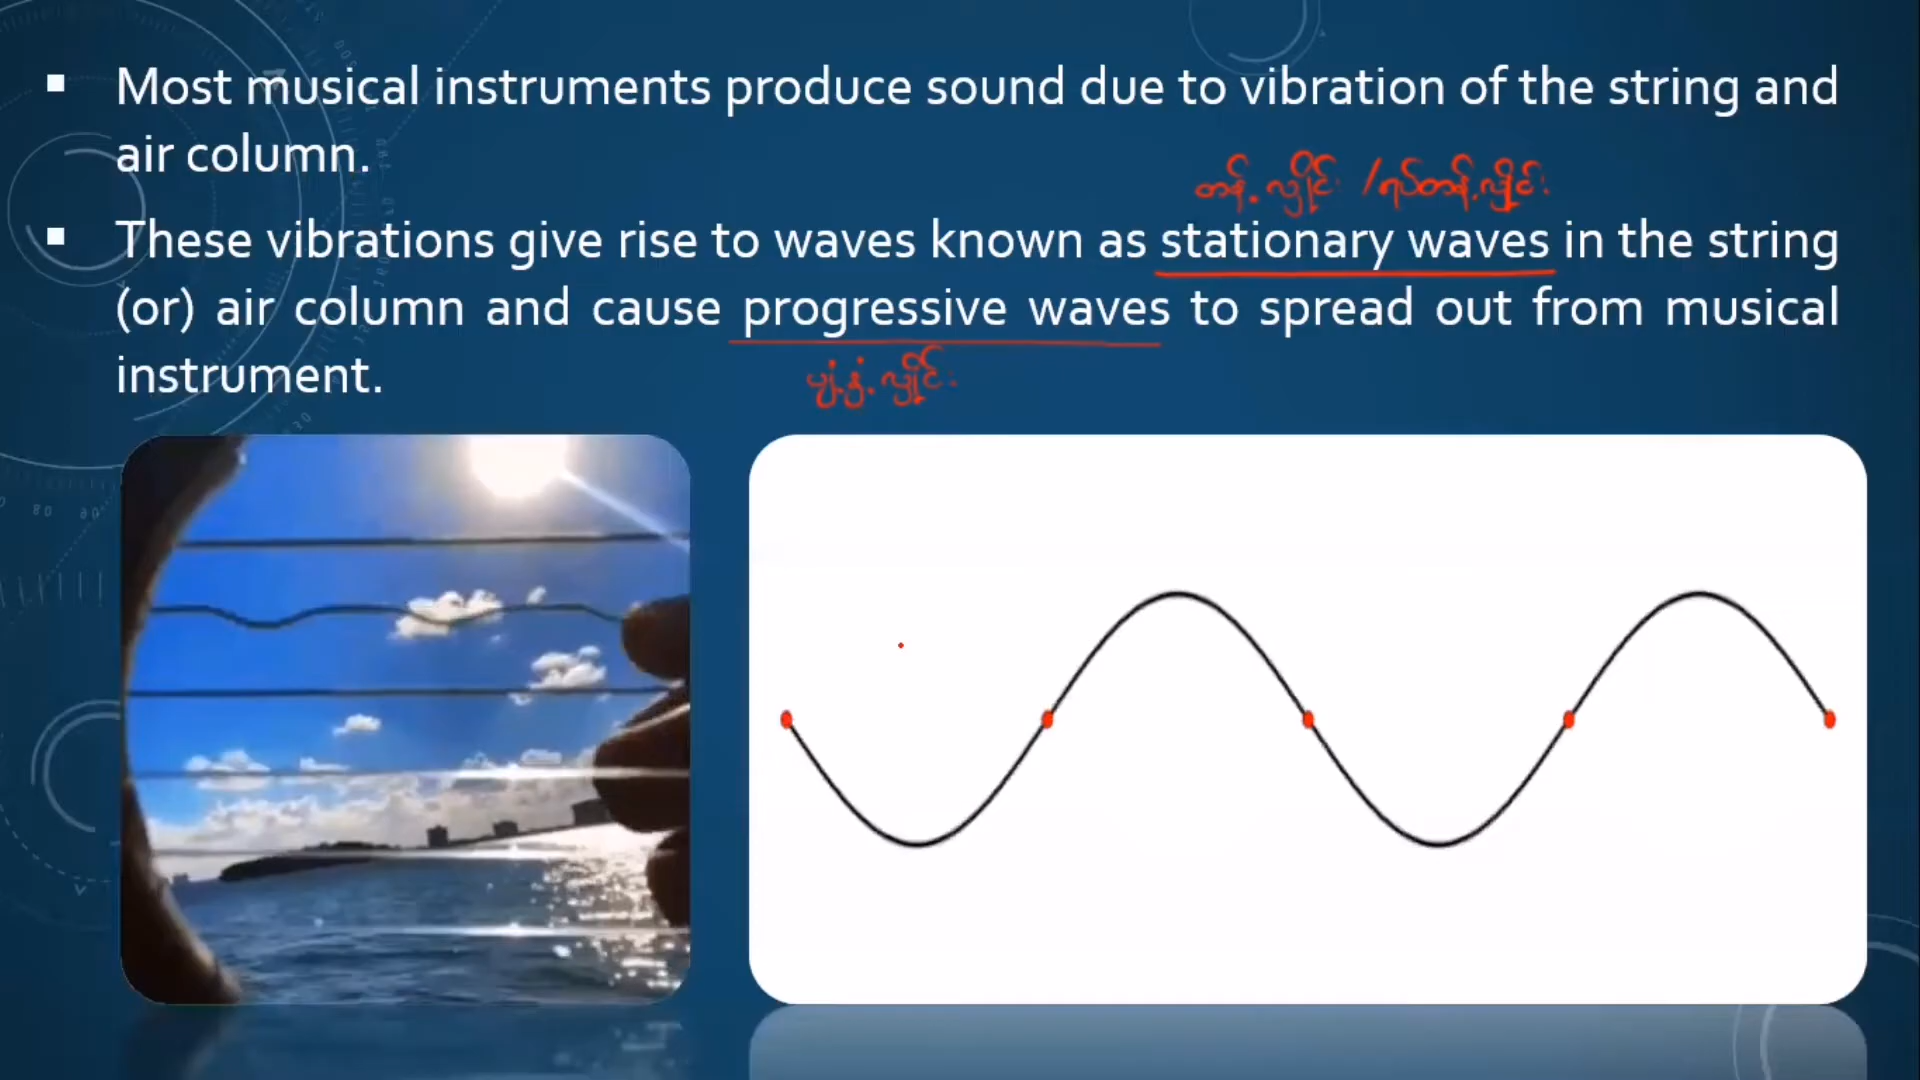 ▪ Most musical instruments produce sound due to vibration of the string and
air column.
တန့်လှိုင်း /ရပ်တန့်လှိုင်း
▪ These vibrations give rise to waves known as stationary waves in the string
(or) air column and cause progressive waves to spread out from musical
instrument.
ပျံ့နှံ့လှိုင်း